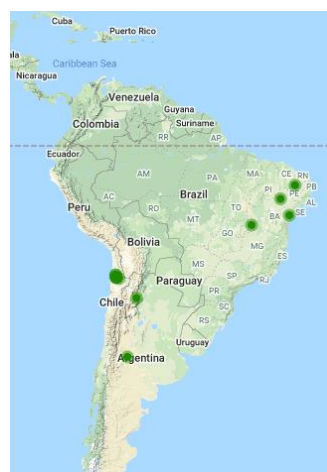 Cuba
Puerto Rico
Caribbean Sea
Nicaragua
Venezuela
Guyana
Colombia
Suriname
RR
AP
Ecuador
AM
PA
MA
CE
RN
PB
PI
PE
AC
AL
Peru
Brazil
TO
SE
RO
MT
BA
GO
Bolivia
MG
ES
MS
SP
RJ
Chile
Paraguay
PR
SC
RS
Uruguay
Argentina